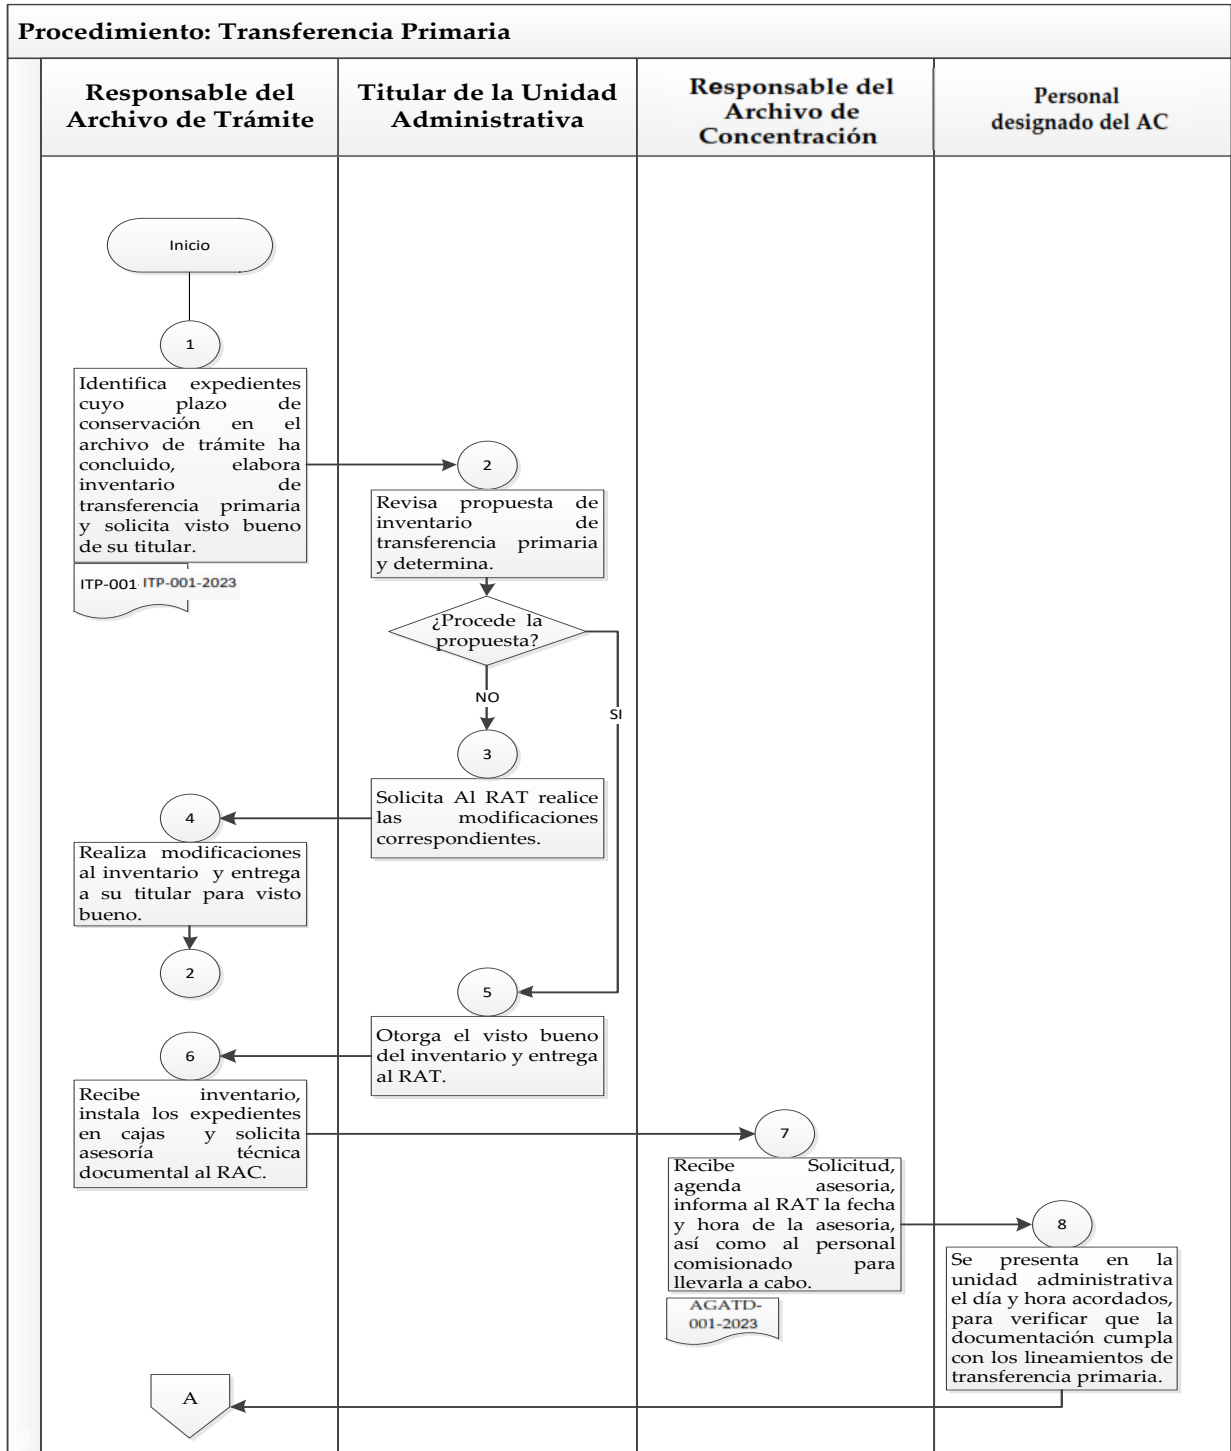 Procedimiento: Transferencia Primaria
Responsable del
Archivo de Trámite
Titular de la Unidad
Administrativa
Responsable del
Archivo de
Concentración
Personal
designado del AC
Inicio
1
Identifica expedientes
cuyo plazo de
conservación en el
archivo de trámite ha
concluido, elabora
inventario de
transferencia primaria
y solicita visto bueno
de su titular.
ITP-001 ITP-001-2023
2
Revisa propuesta de
inventario de
transferencia primaria
y determina.
¿Procede la
propuesta?
NO
SI
3
Solicita Al RAT realice
las modificaciones
correspondientes.
4
Realiza modificaciones
al inventario y entrega
a su titular para visto
bueno.
2
5
Otorga el visto bueno
del inventario y entrega
al RAT.
6
Recibe inventario,
instala los expedientes
en cajas y solicita
asesoría técnica
documental al RAC.
7
Recibe Solicitud,
agenda asesoria,
informa al RAT la fecha
y hora de la asesoria,
así como al personal
comisionado para
llevarla a cabo.
AGATD-
001-2023
8
Se presenta en la
unidad administrativa
el día y hora acordados,
para verificar que la
documentación cumpla
con los lineamientos de
transferencia primaria.
A